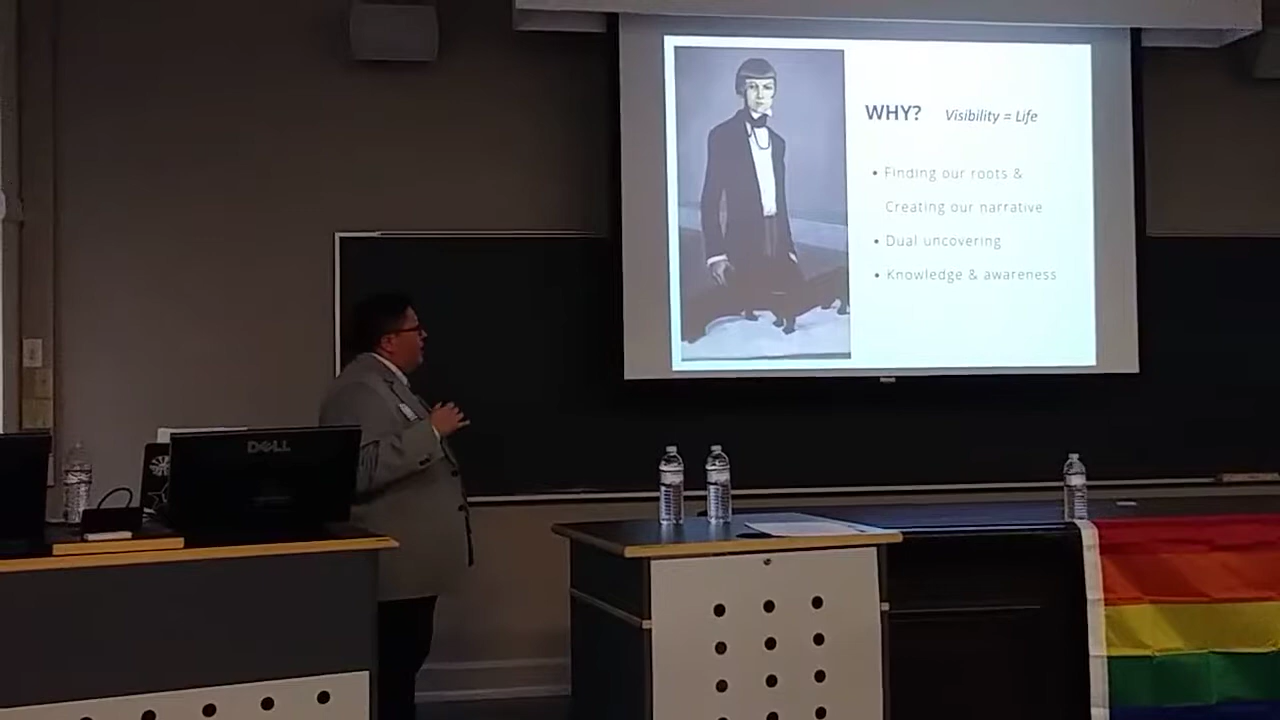 WHY? Visibility = Life
• Finding our roots &
Creating our narrative
• Dual uncovering
• Knowledge & awareness
DELL